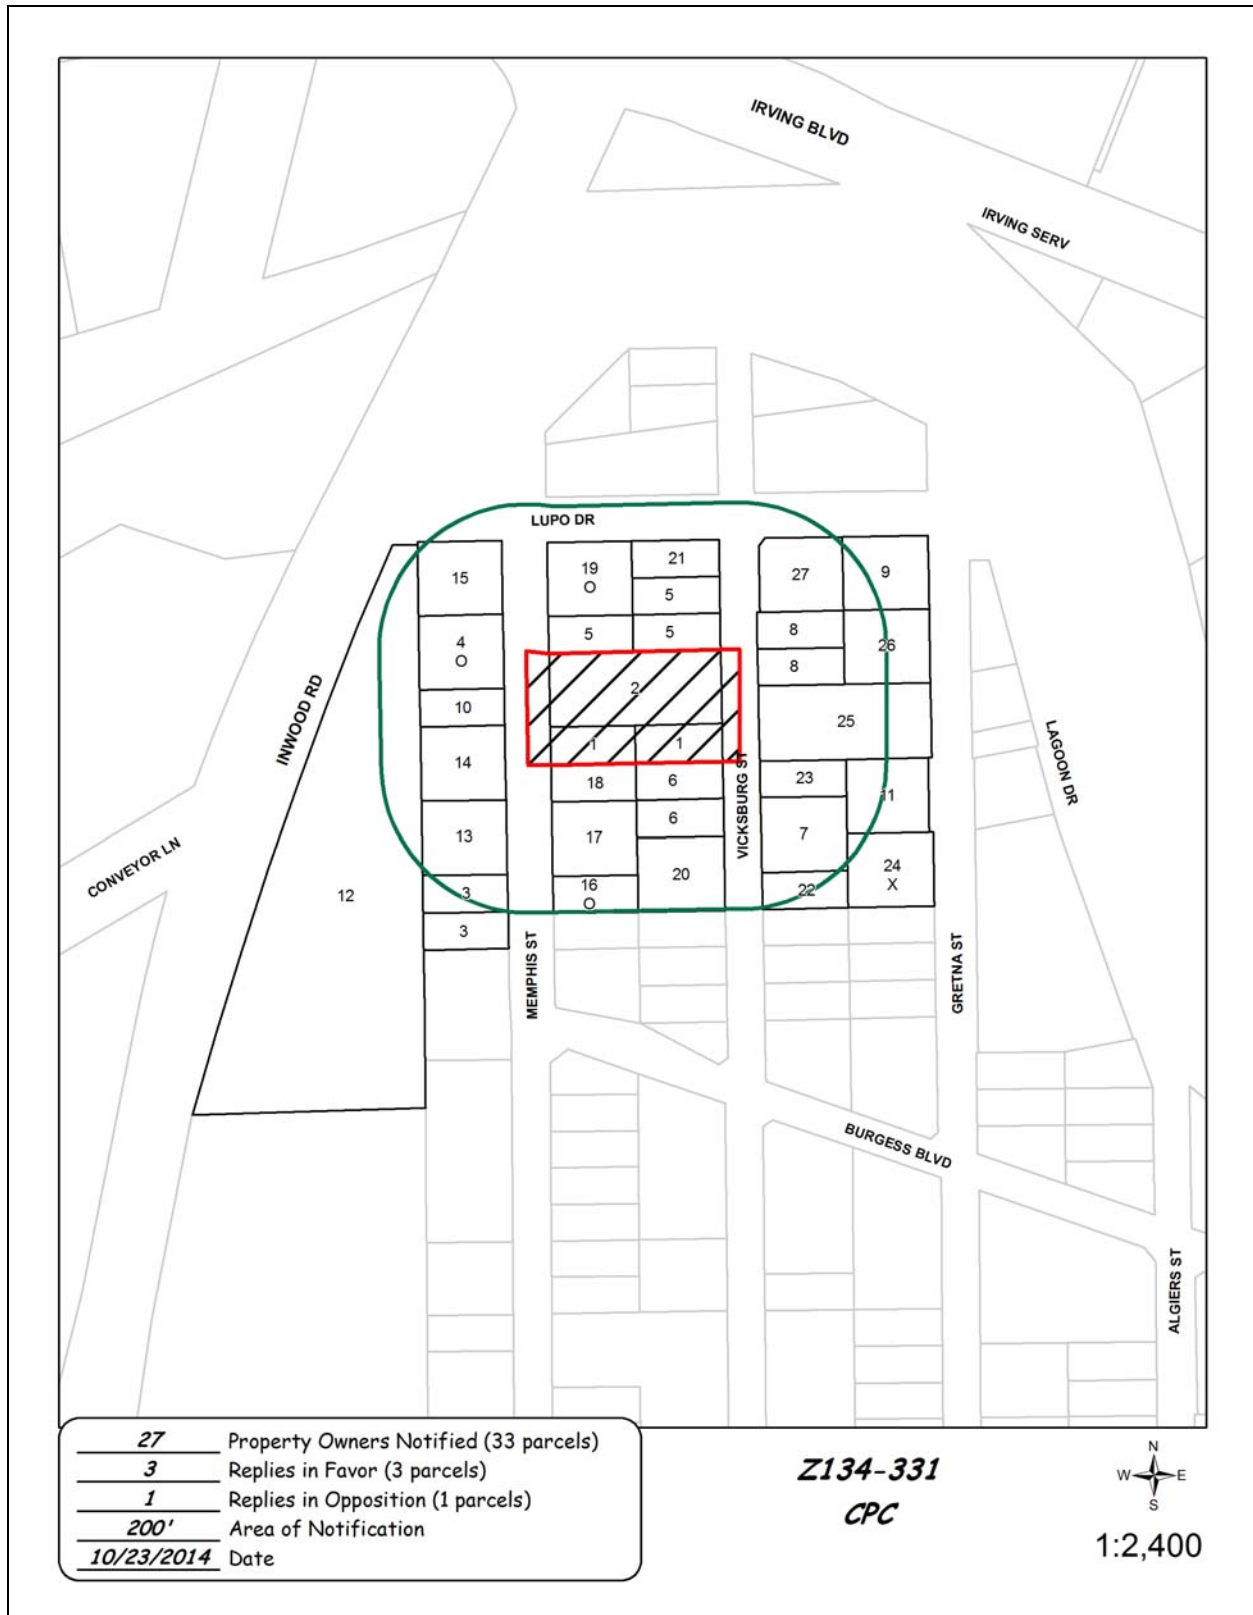 IRVING BLVD
IRVING SERV
LUPO DR
15
19
O
21
27
9
5
4
O
5
5
8
26
8
2
INWOOD RD
10
25
LAGOON DR
1
1
14
18
6
23
11
VICKSBURG ST
6
13
17
7
CONVEYOR LN
12
3
16
O
20
22
24
X
3
MEMPHIS ST
GRETNA ST
BURGESS BLVD
ALGIERS ST
27 Property Owners Notified (33 parcels)
3 Replies in Favor (3 parcels)
1 Replies in Opposition (1 parcels)
200' Area of Notification
10/23/2014 Date
Z134-331
CPC
N
W E
S
1:2,400